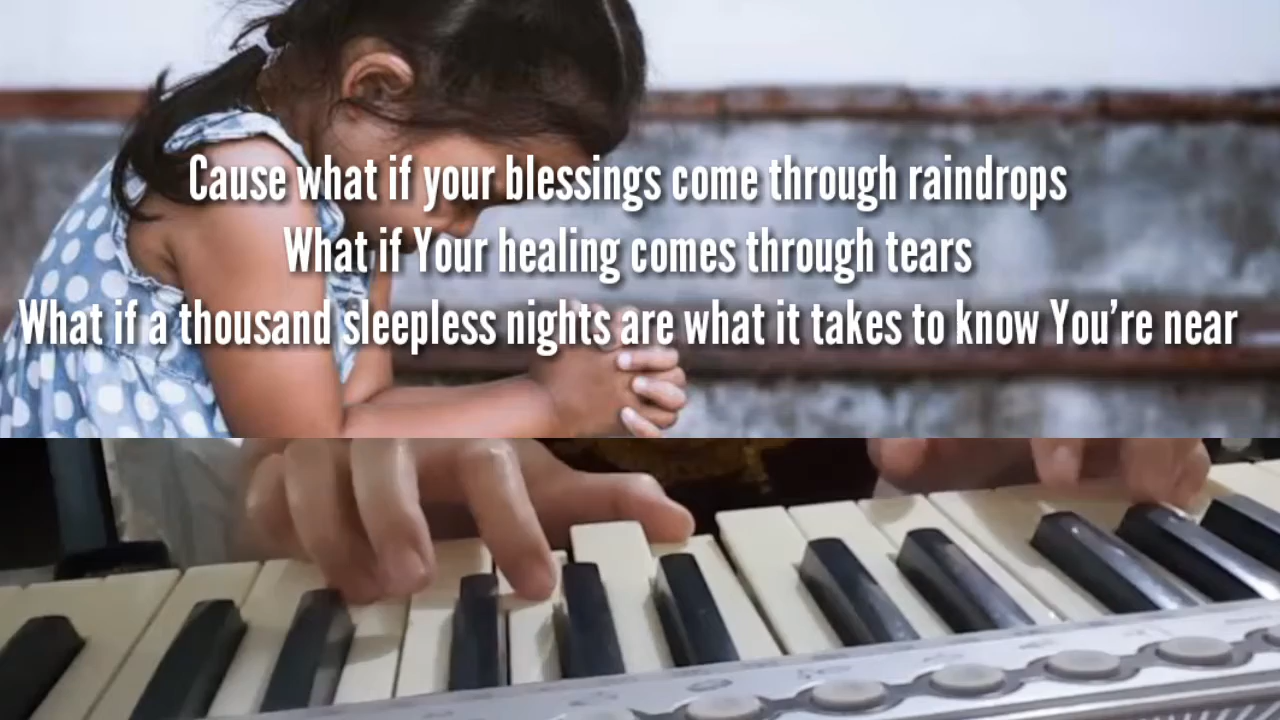 Cause what if your blessings come through raindrops
What if Your healing comes through tears
What if a thousand sleepless nights are what it takes to know You’re near